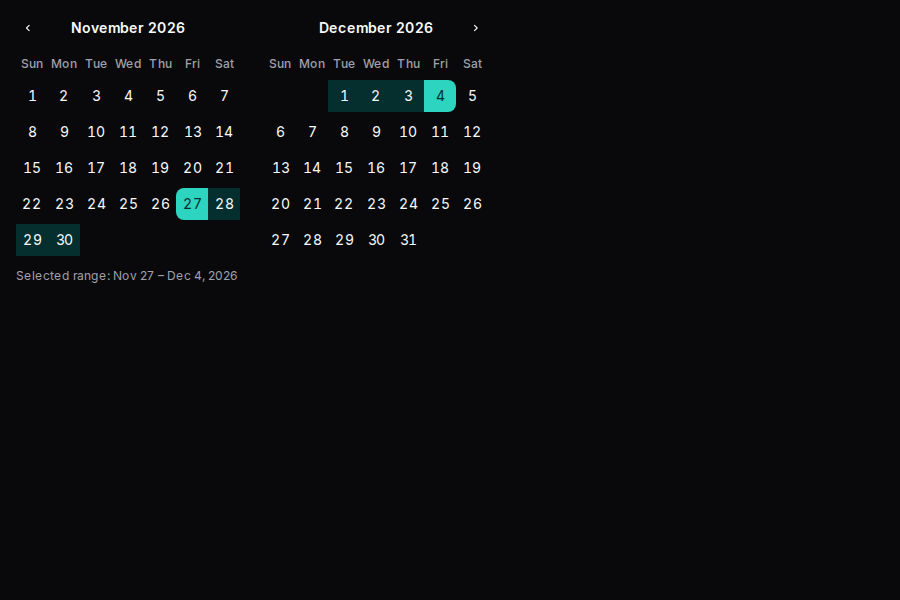 November 2026
Sun Mon Tue Wed Thu Fri Sat
1 2 3 4 5 6 7
8 9 10 11 12 13 14
15 16 17 18 19 20 21
22 23 24 25 26 27 28
29 30
December 2026
Sun Mon Tue Wed Thu Fri Sat
1 2 3 4 5
6 7 8 9 10 11 12
13 14 15 16 17 18 19
20 21 22 23 24 25 26
27 28 29 30 31
Selected range: Nov 27 – Dec 4, 2026